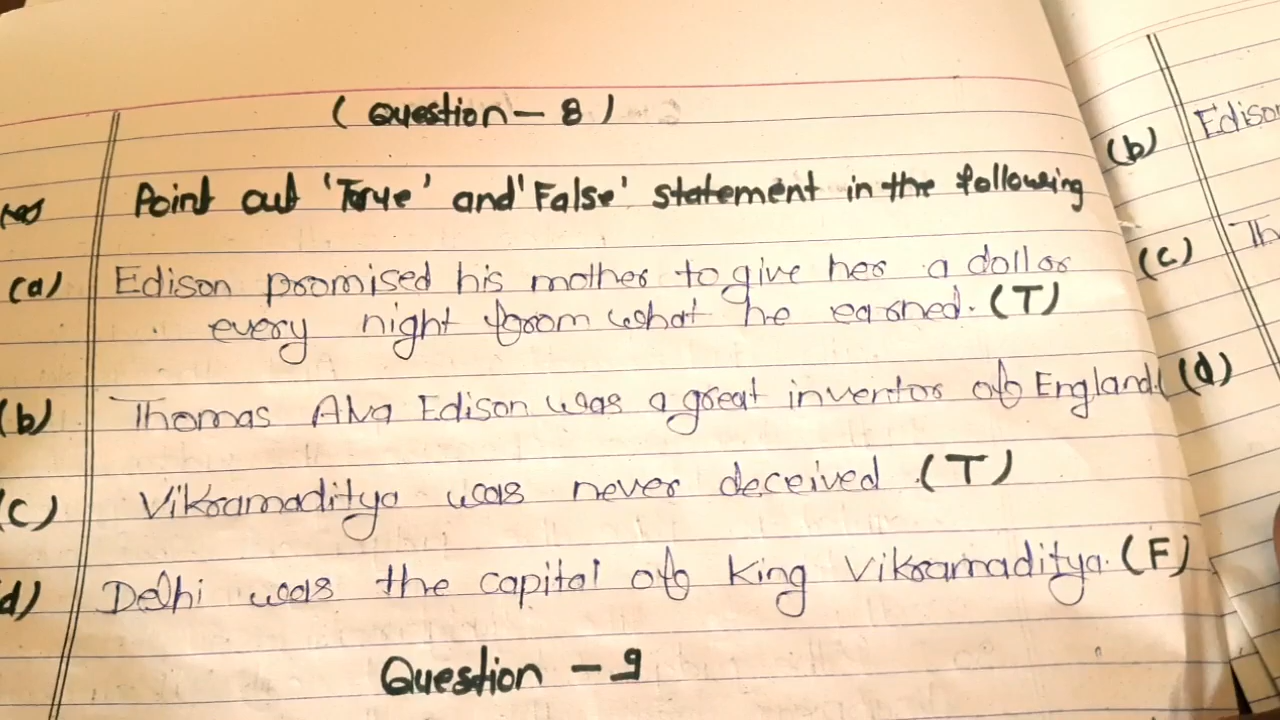 ( Question - 8 )
Point out 'True' and 'False' statement in the following
(a) Edison promised his mother to give her a dollar
every night from what he earned. (T)
(b) Thomas Alva Edison was a great inventor of England. (
(c) Vikramaditya was never deceived (T)
(d) Delhi was the capital of King Vikramaditya. (F)
Question - 9
(b) Edison
(c) Th
(d)